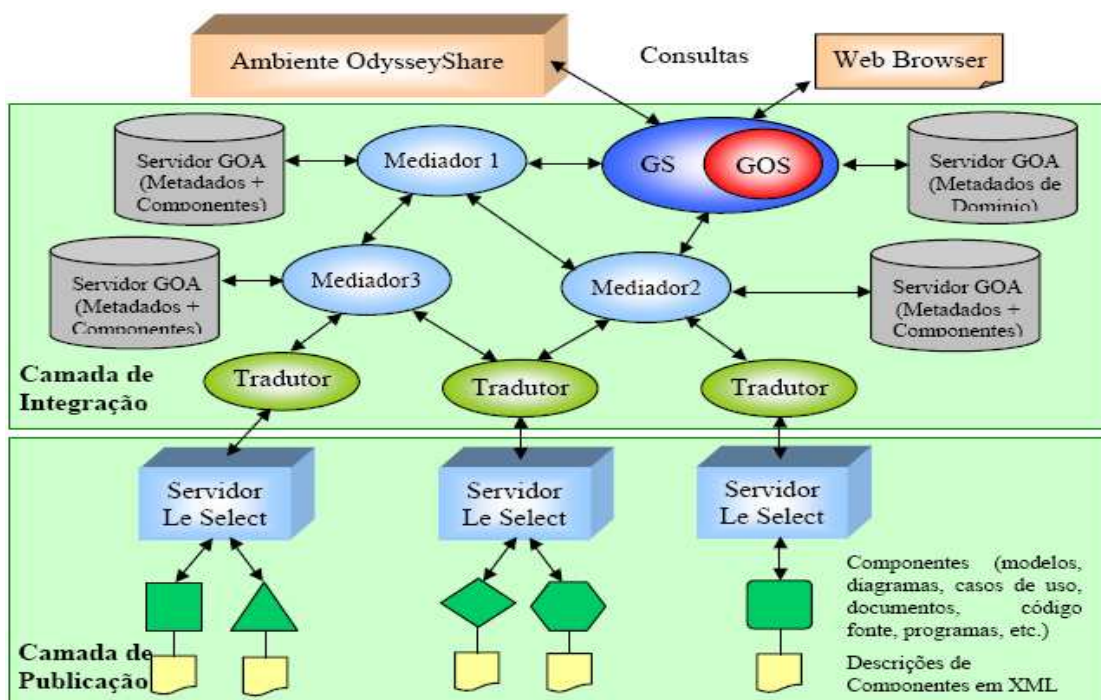 Ambiente OdysseyShare
Consultas
Web Browser
Servidor GOA
(Metadados +
Componentes)
Mediador 1
GS
GOS
Servidor GOA
(Metadados de
Domínio)
Servidor GOA
(Metadados +
Componentes)
Mediador3
Mediador2
Servidor GOA
(Metadados +
Componentes)
Camada de
Integração
Tradutor
Tradutor
Tradutor
Servidor
Le Select
Servidor
Le Select
Servidor
Le Select
Componentes (modelos,
diagramas, casos de uso,
documentos, código
fonte, programas, etc.)
Camada de
Publicação
Descrições de
Componentes em XML